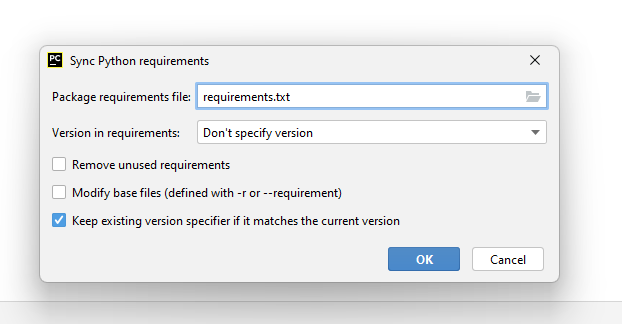 PC
Sync Python requirements
Package requirements file: requirements.txt
Version in requirements: Don't specify version
Remove unused requirements
Modify base files (defined with -r or --requirement)
Keep existing version specifier if it matches the current version
OK Cancel